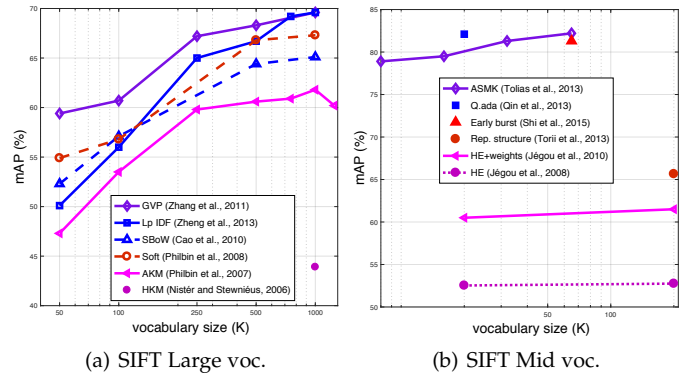 70
65
60
55
50
45
40
mAP (%)
GVP (Zhang et al., 2011)
Lp IDF (Zheng et al., 2013)
SBoW (Cao et al., 2010)
Soft (Philbin et al., 2008)
AKM (Philbin et al., 2007)
HKM (Nistér and Stewniéus, 2006)
50 100 250 500 1000
vocabulary size (K)
(a) SIFT Large voc.
85
80
75
70
65
60
55
50
mAP (%)
ASMK (Tolias et al., 2013)
Q.ada (Qin et al., 2013)
Early burst (Shi et al., 2015)
Rep. structure (Torii et al., 2013)
HE+weights (Jégou et al., 2010)
HE (Jégou et al., 2008)
50 100 200
vocabulary size (K)
(b) SIFT Mid voc.